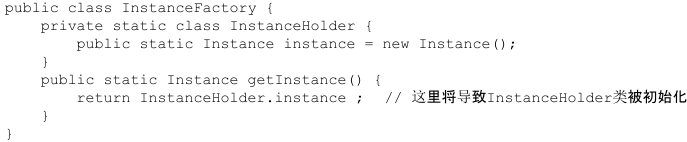 public class InstanceFactory {
    private static class InstanceHolder {
        public static Instance instance = new Instance();
    }
    public static Instance getInstance() {
        return InstanceHolder.instance ;  // 这里将导致InstanceHolder类被初始化
    }
}